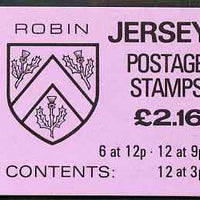 ROBIN
JERSEY
POSTAGE
STAMPS
£2.16
6 at 12p · 12 at 9p
CONTENTS: 12 at 3p